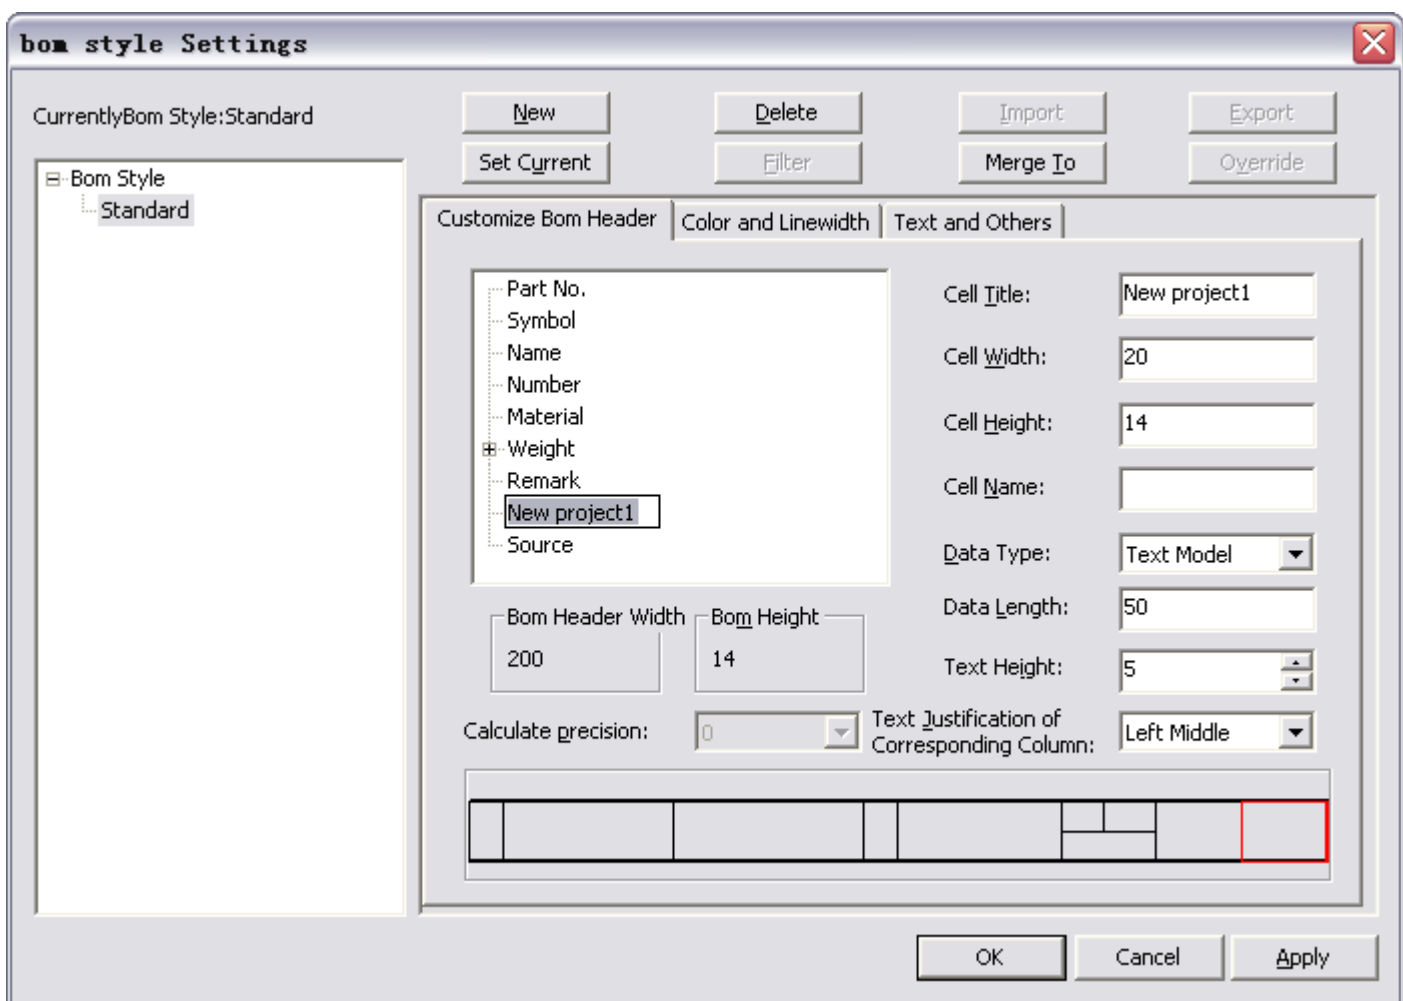 bom style Settings
CurrentlyBom Style:Standard
New
Delete
Import
Export
Set Current
Filter
Merge To
Override
Bom Style
Standard
Customize Bom Header
Color and Linewidth
Text and Others
Part No.
Symbol
Name
Number
Material
Weight
Remark
New project1
Source
Cell Title:
New project1
Cell Width:
20
Cell Height:
14
Cell Name:
Data Type:
Text Model
Data Length:
50
Text Height:
5
Bom Header Width
200
Bom Height
14
Calculate precision:
0
Text Justification of
Corresponding Column:
Left Middle
OK
Cancel
Apply